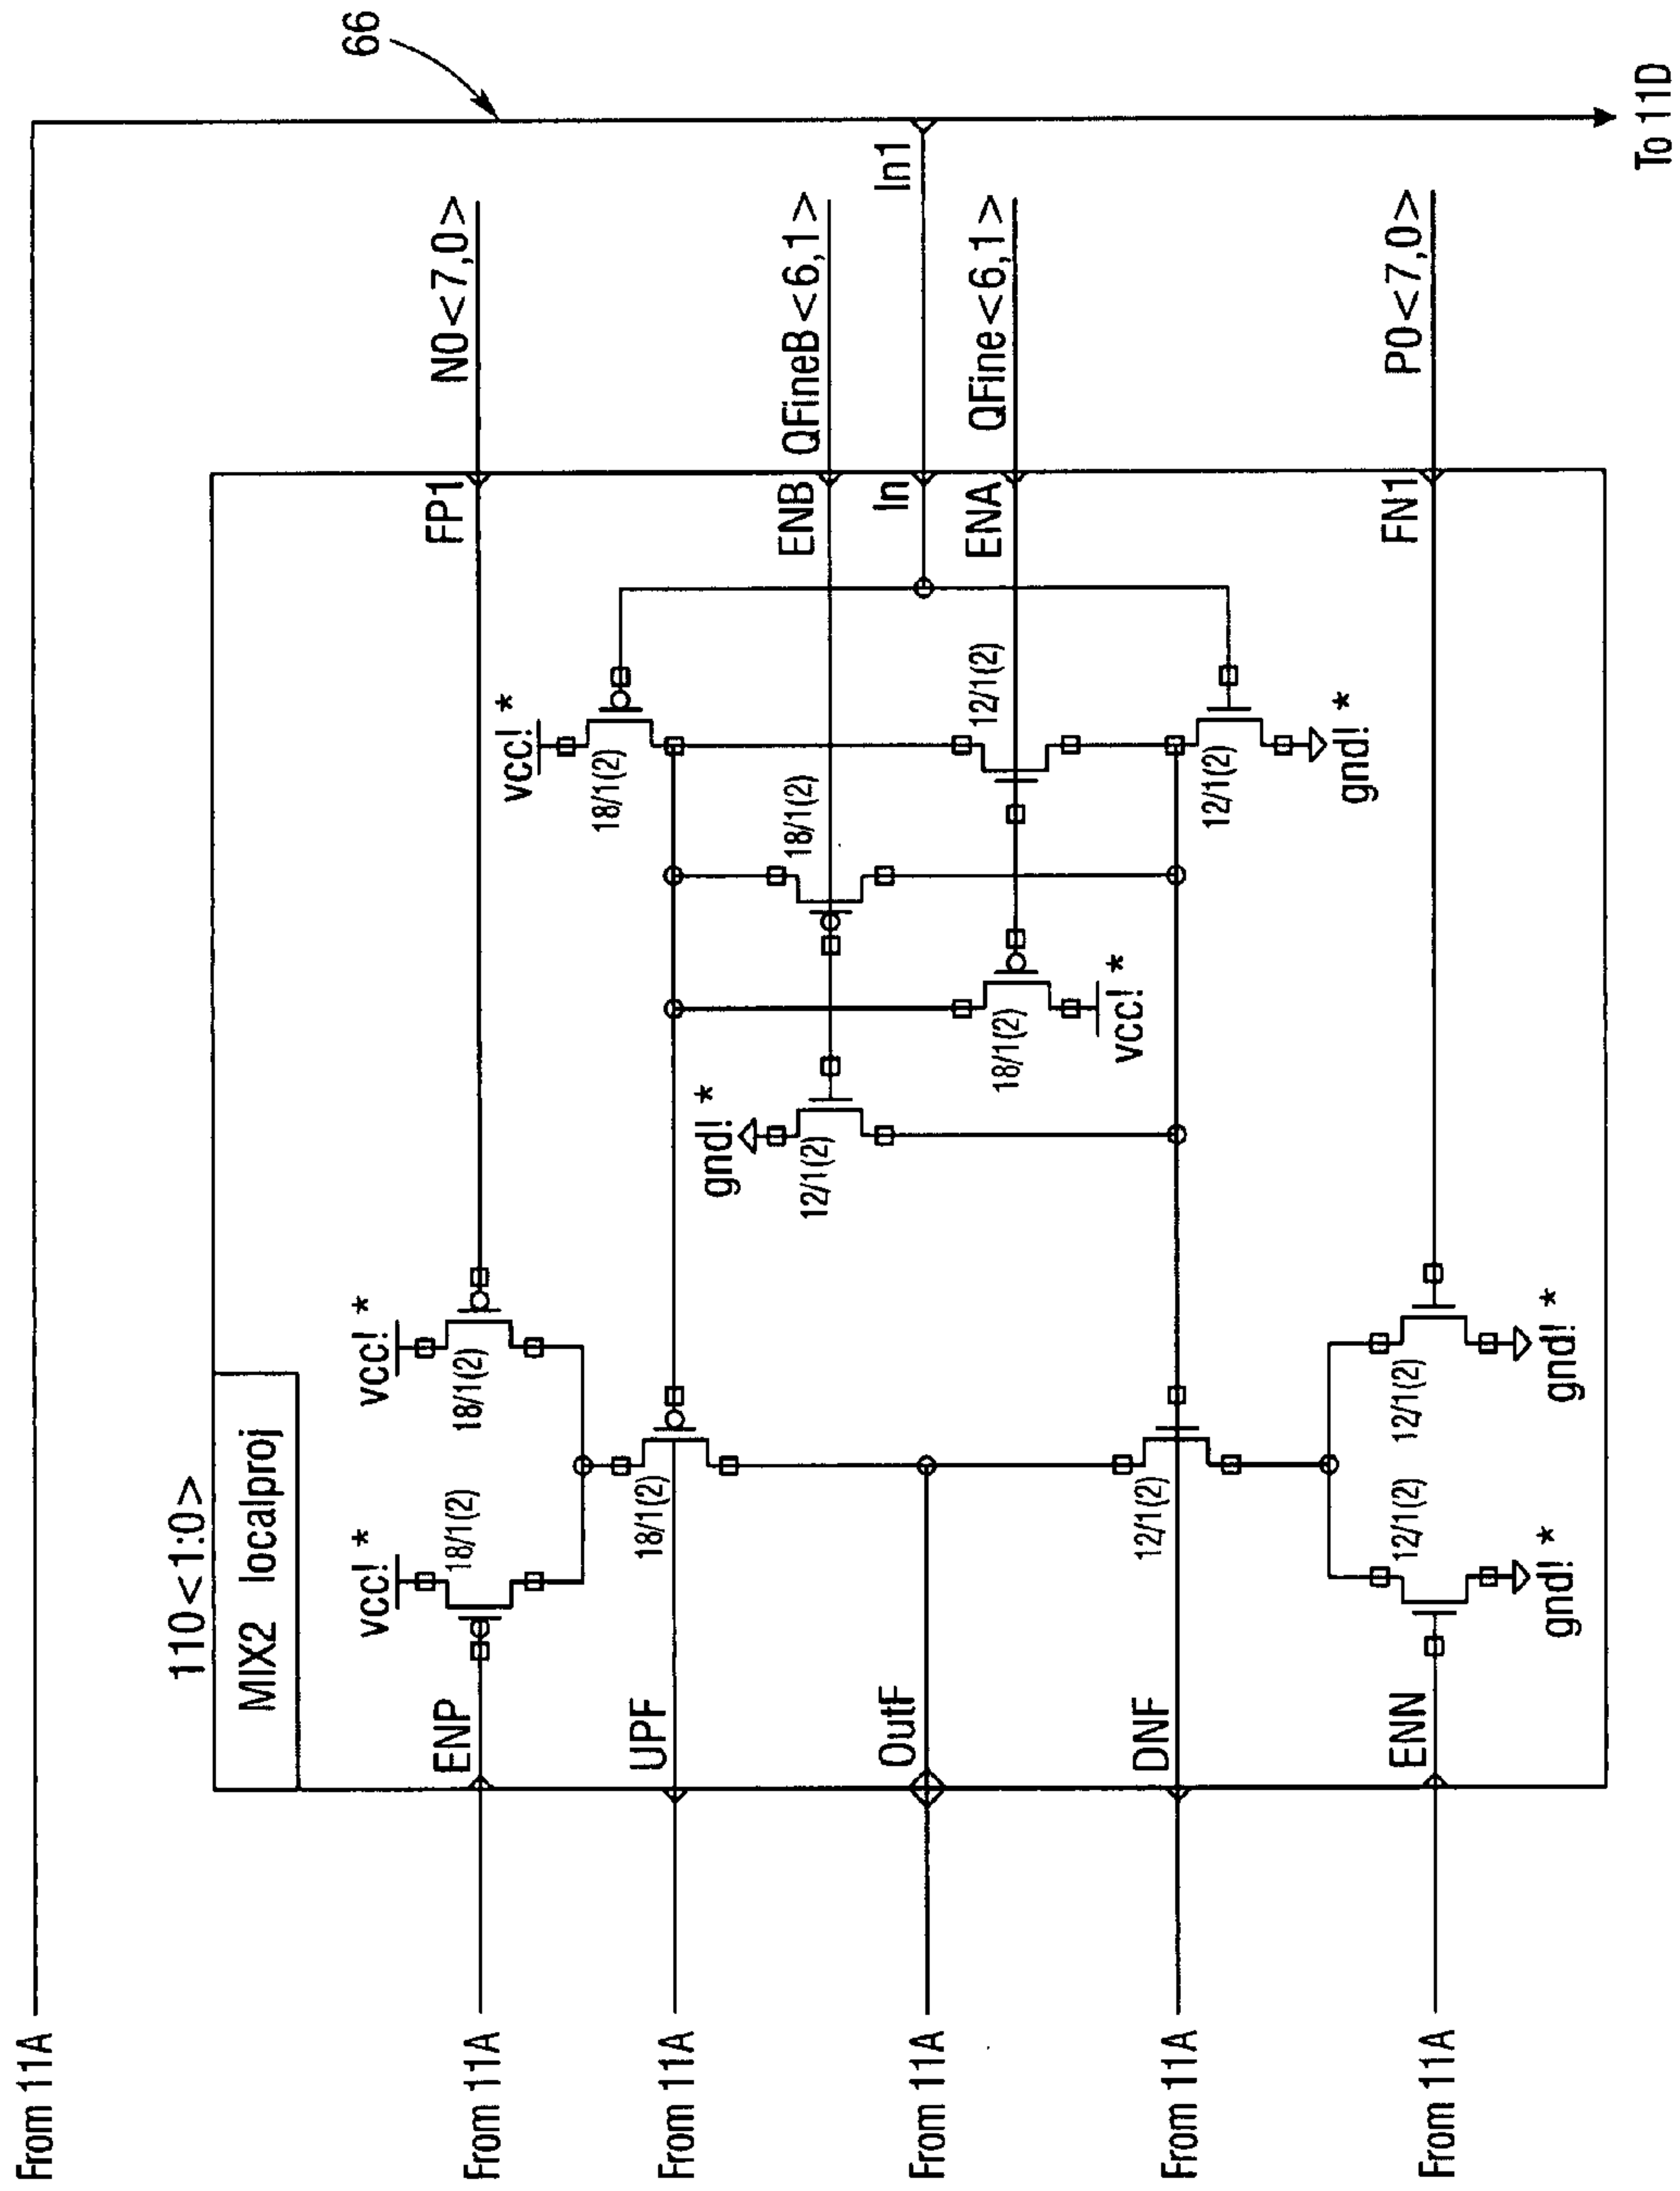 From 11A
66
110<1:0>
MIX2 localproj
vcc! *
vcc! *
ENP
18/1(2)
18/1(2)
FP1
N0<7,0>
From 11A
vcc! *
18/1(2)
UPF
18/1(2)
From 11A
gnd! *
12/1(2)
18/1(2)
ENB
QFineB<6,1>
OutF
In
In1
From 11A
18/1(2)
vcc! *
12/1(2)
ENA
QFine<6,1>
DNF
12/1(2)
12/1(2)
gnd! *
From 11A
ENN
12/1(2)
12/1(2)
FN1
P0<7,0>
From 11A
gnd! *
gnd! *
To 11D